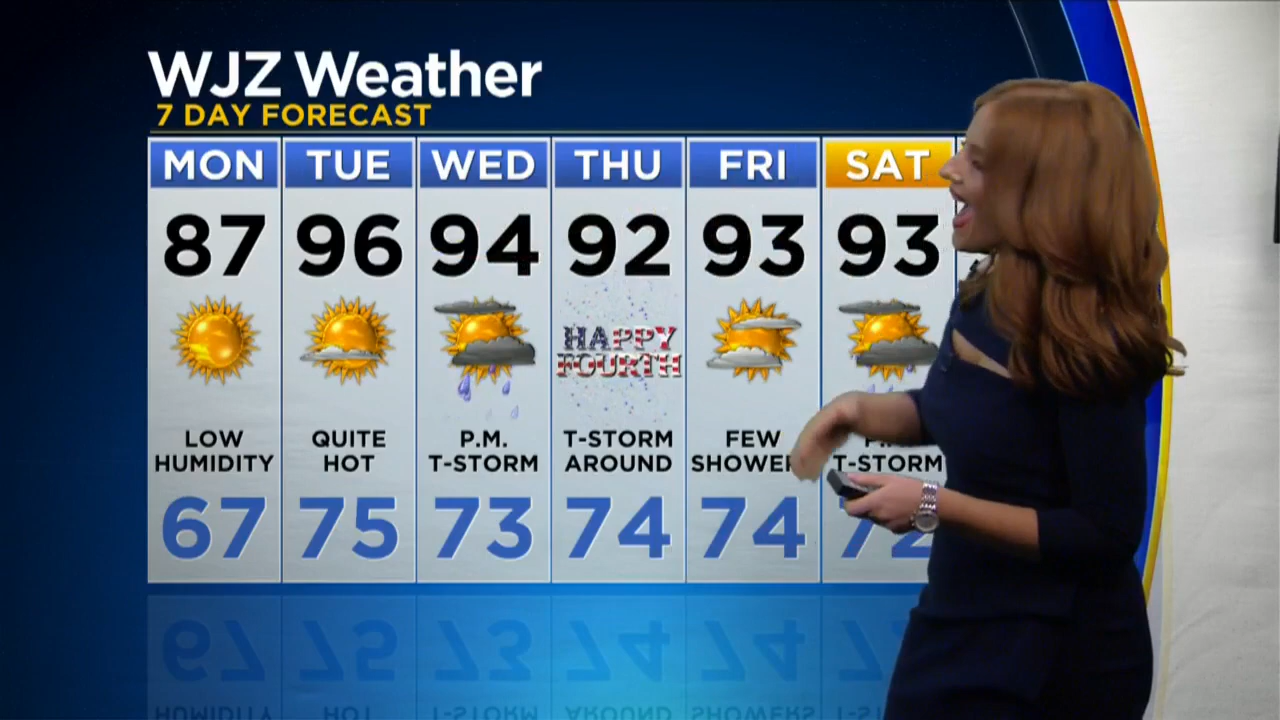 WJZ Weather
7 DAY FORECAST
MON TUE WED THU FRI SAT
87 96 94 92 93 93
HAPPY
FOURTH
LOW QUITE P.M. T-STORM FEW
HUMIDITY HOT T-STORM AROUND T-STORM
67 75 73 74 74 72